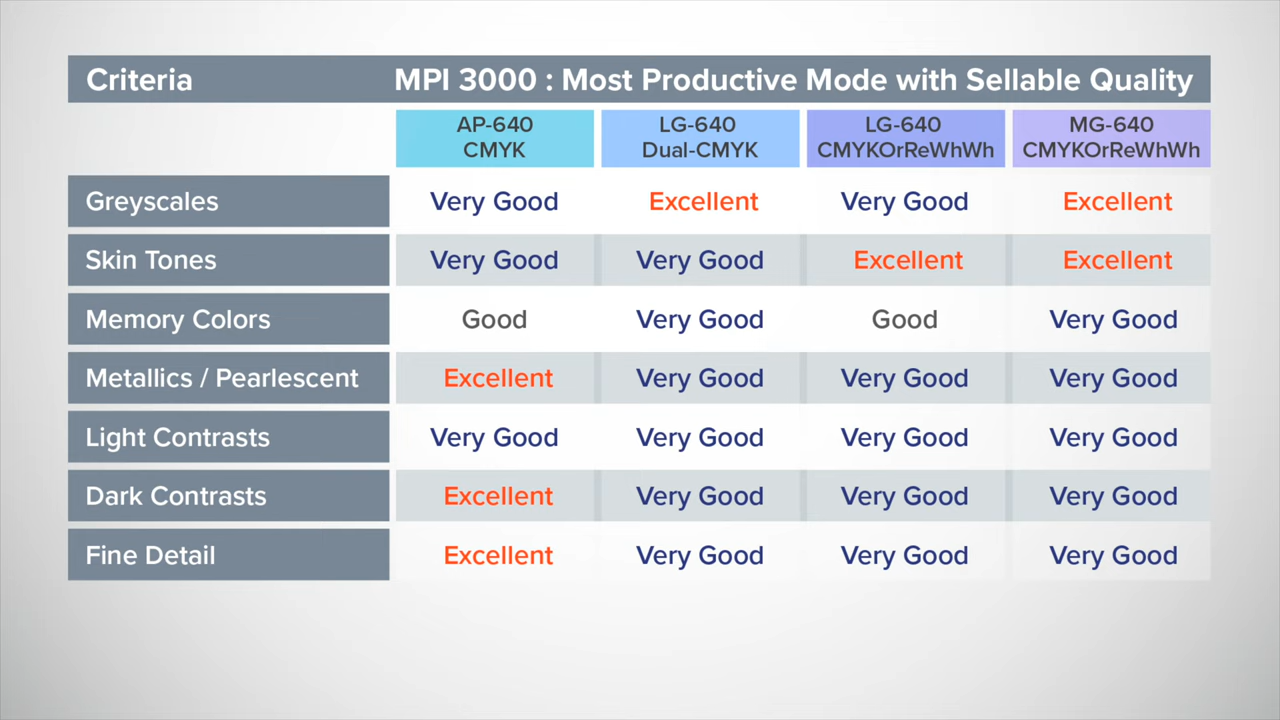 Criteria MPI 3000 : Most Productive Mode with Sellable Quality
AP-640 LG-640 LG-640 MG-640
CMYK Dual-CMYK CMYKOrReWhWh CMYKOrReWhWh
Greyscales Very Good Excellent Very Good Excellent
Skin Tones Very Good Very Good Excellent Excellent
Memory Colors Good Very Good Good Very Good
Metallics / Pearlescent Excellent Very Good Very Good Very Good
Light Contrasts Very Good Very Good Very Good Very Good
Dark Contrasts Excellent Very Good Very Good Very Good
Fine Detail Excellent Very Good Very Good Very Good